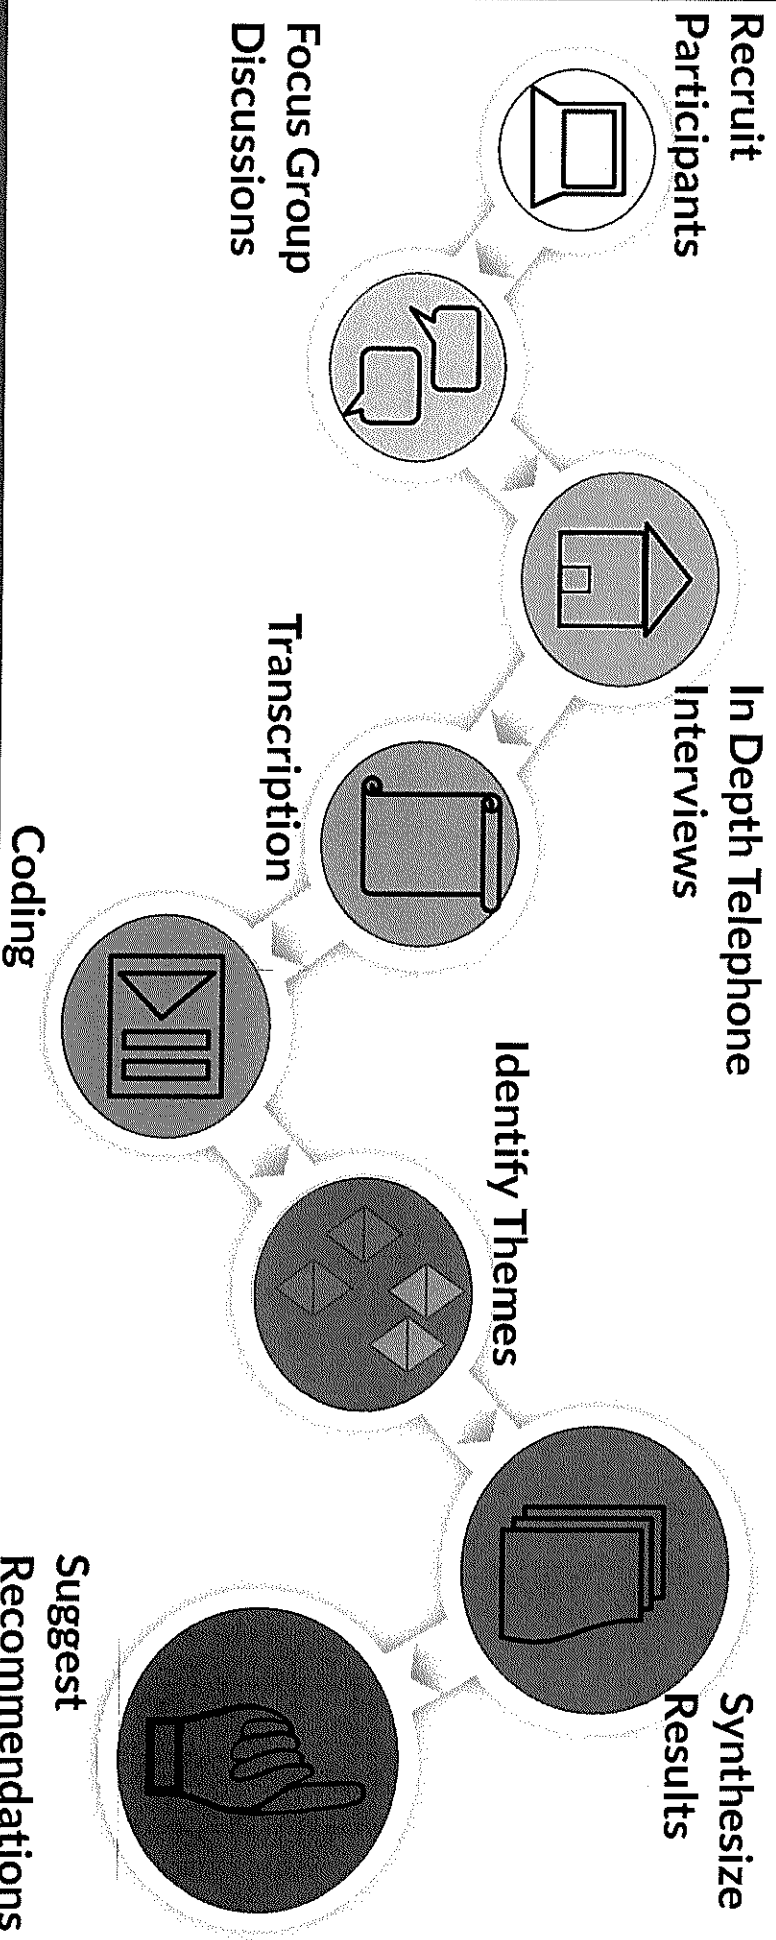 Recruit
Participants
Focus Group
Discussions
In Depth Telephone
Interviews
Transcription
Coding
Identify Themes
Synthesize
Results
Suggest
Recommendations